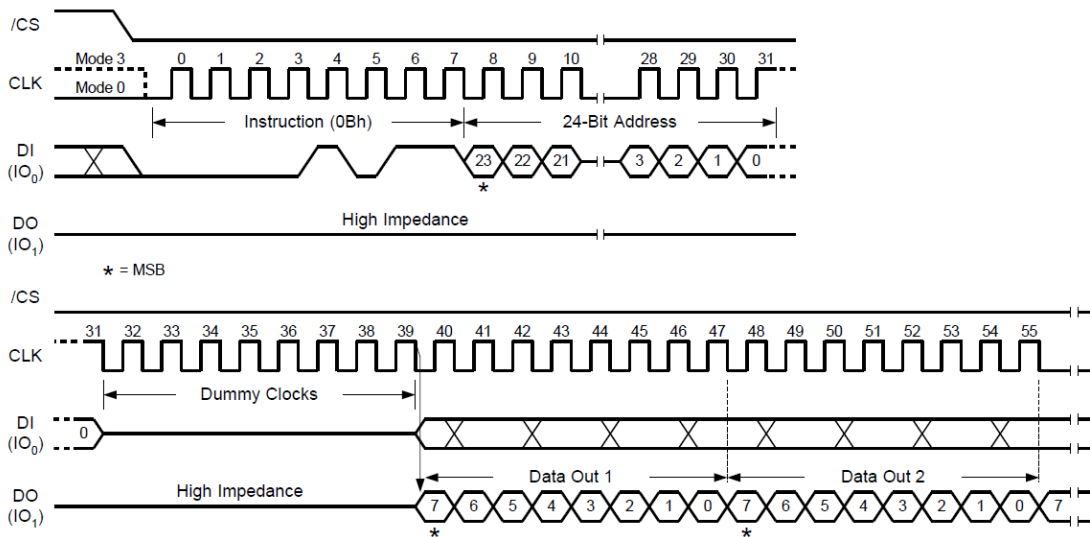 /CS
Mode 3 0 1 2 3 4 5 6 7 8 9 10 28 29 30 31
CLK
Mode 0
Instruction (0Bh) 24-Bit Address
DI
(IO0) 23 22 21 3 2 1 0
*
DO High Impedance
(IO1)
* = MSB
/CS
31 32 33 34 35 36 37 38 39 40 41 42 43 44 45 46 47 48 49 50 51 52 53 54 55
CLK
Dummy Clocks
DI
(IO0) 0
Data Out 1 Data Out 2
DO High Impedance
(IO1) 7 6 5 4 3 2 1 0 7 6 5 4 3 2 1 0 7
* *